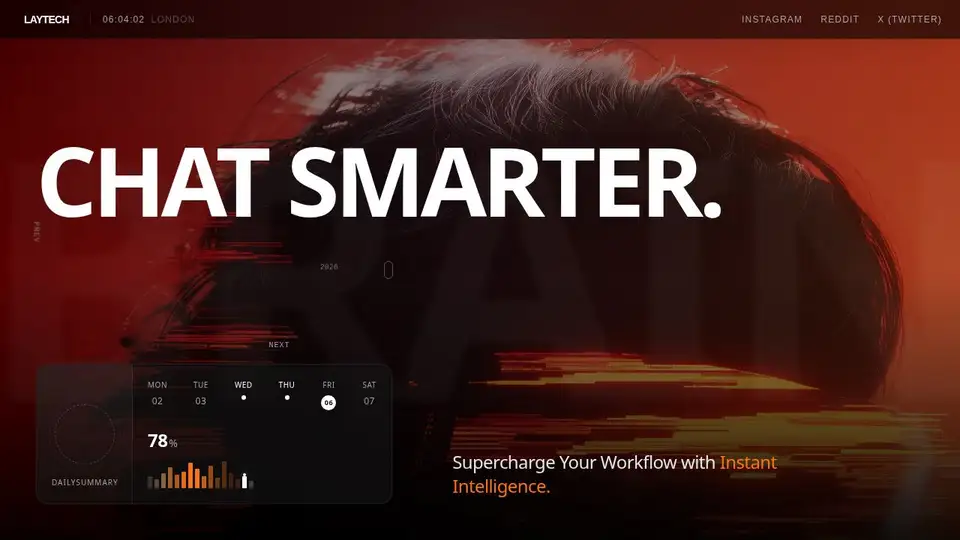 LAYTECH
06:04:02 LONDON
INSTAGRAM REDDIT X (TWITTER)
CHAT SMARTER.
PREV
2026
NEXT
MON TUE WED THU FRI SAT
02 03 06 07
78%
DAILYSUMMARY
Supercharge Your Workflow with Instant
Intelligence.